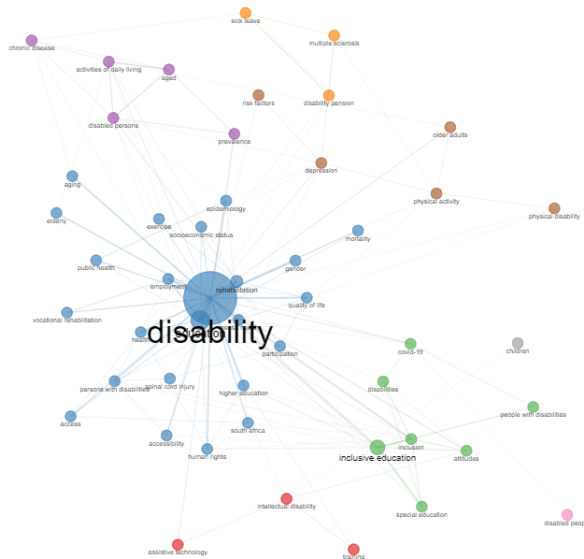 sick leave
multiple sclerosis
chronic disease
activities of daily living
aged
disability pension
risk factors
disabled persons
older adults
prevalence
depression
aging
physical activity
epidemiology
physical disability
elderly
exercise
socioeconomic status
mortality
public health
gender
employment
rehabilitation
quality of life
vocational rehabilitation
disability
education
health
covid-19
children
participation
persons with disabilities
spinal cord injury
disabilities
higher education
access
people with disabilities
south africa
accessibility
inclusion
human rights
inclusive education
attitudes
intellectual disability
special education
disabled peop
assistive technology
training